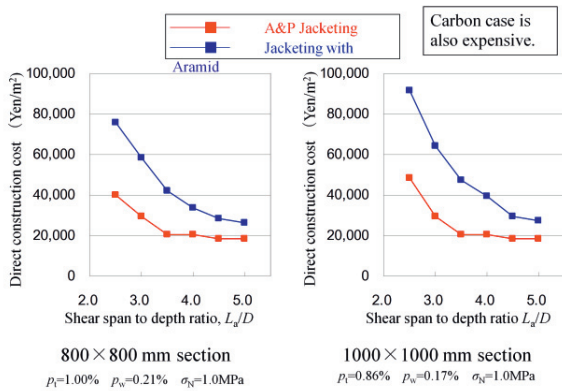 A&P Jacketing
Jacketing with
Aramid
Carbon case is
also expensive.
Direct construction cost (Yen/m²)
100,000
80,000
60,000
40,000
20,000
0
2.0 3.0 4.0 5.0
Shear span to depth ratio, Lₐ/D
800×800 mm section
pₜ=1.00% p_w=0.21% σ_N=1.0MPa
Direct construction cost (Yen/m²)
100,000
80,000
60,000
40,000
20,000
0
2.0 3.0 4.0 5.0
Shear span to depth ratio Lₐ/D
1000×1000 mm section
pₜ=0.86% p_w=0.17% σ_N=1.0MPa